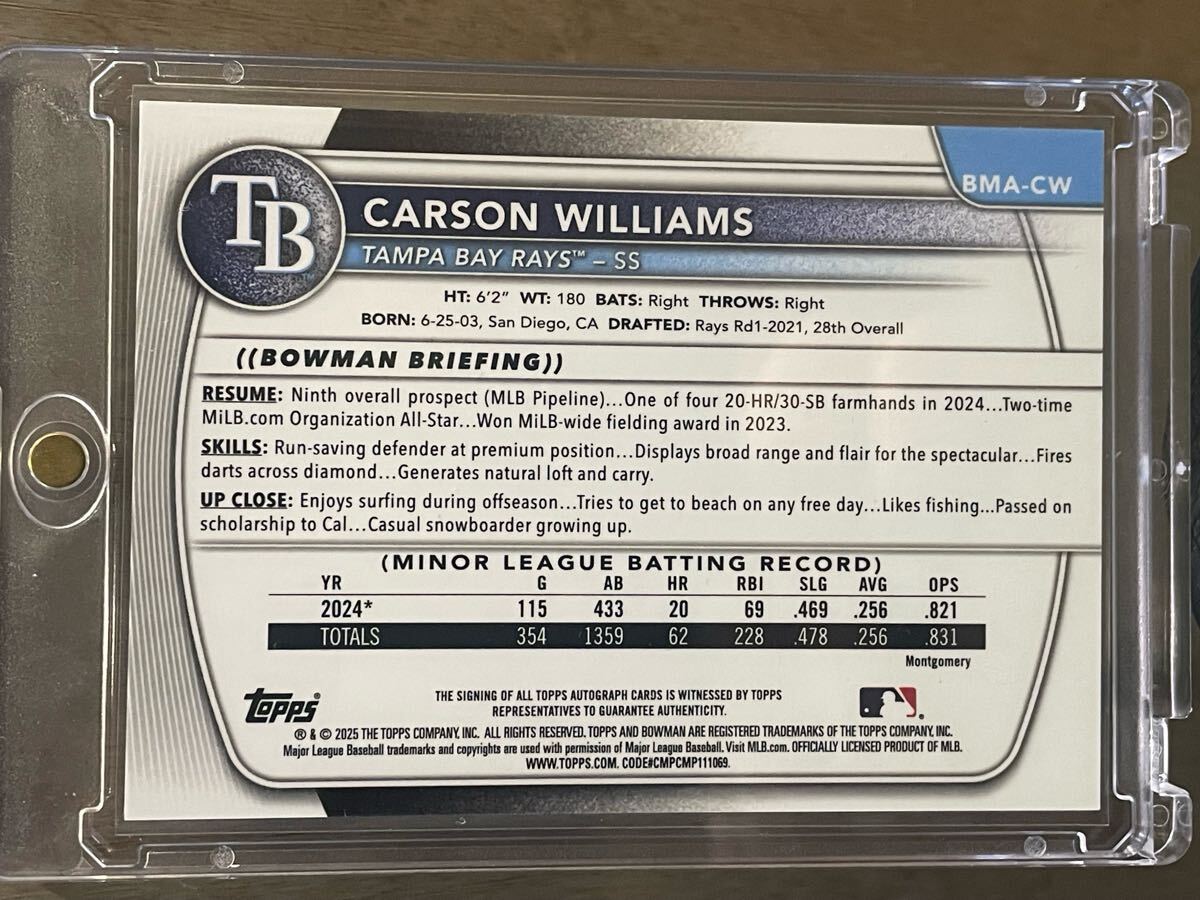 BMA-CW
TB
CARSON WILLIAMS
TAMPA BAY RAYS™ – SS
HT: 6'2" WT: 180 BATS: Right THROWS: Right
BORN: 6-25-03, San Diego, CA DRAFTED: Rays Rd1-2021, 28th Overall
((BOWMAN BRIEFING))
RESUME: Ninth overall prospect (MLB Pipeline)...One of four 20-HR/30-SB farmhands in 2024...Two-time
MiLB.com Organization All-Star...Won MiLB-wide fielding award in 2023.
SKILLS: Run-saving defender at premium position...Displays broad range and flair for the spectacular...Fires
darts across diamond...Generates natural loft and carry.
UP CLOSE: Enjoys surfing during offseason...Tries to get to beach on any free day...Likes fishing...Passed on
scholarship to Cal...Casual snowboarder growing up.
(MINOR LEAGUE BATTING RECORD)
YR G AB HR RBI SLG AVG OPS
2024* 115 433 20 69 .469 .256 .821
TOTALS 354 1359 62 228 .478 .256 .831
Montgomery
Topps®
THE SIGNING OF ALL TOPPS AUTOGRAPH CARDS IS WITNESSED BY TOPPS
REPRESENTATIVES TO GUARANTEE AUTHENTICITY.
® & © 2025 THE TOPPS COMPANY, INC. ALL RIGHTS RESERVED. TOPPS AND BOWMAN ARE REGISTERED TRADEMARKS OF THE TOPPS COMPANY, INC.
Major League Baseball trademarks and copyrights are used with permission of Major League Baseball. Visit MLB.com. OFFICIALLY LICENSED PRODUCT OF MLB.
WWW.TOPPS.COM. CODE#CMPCMP111069.